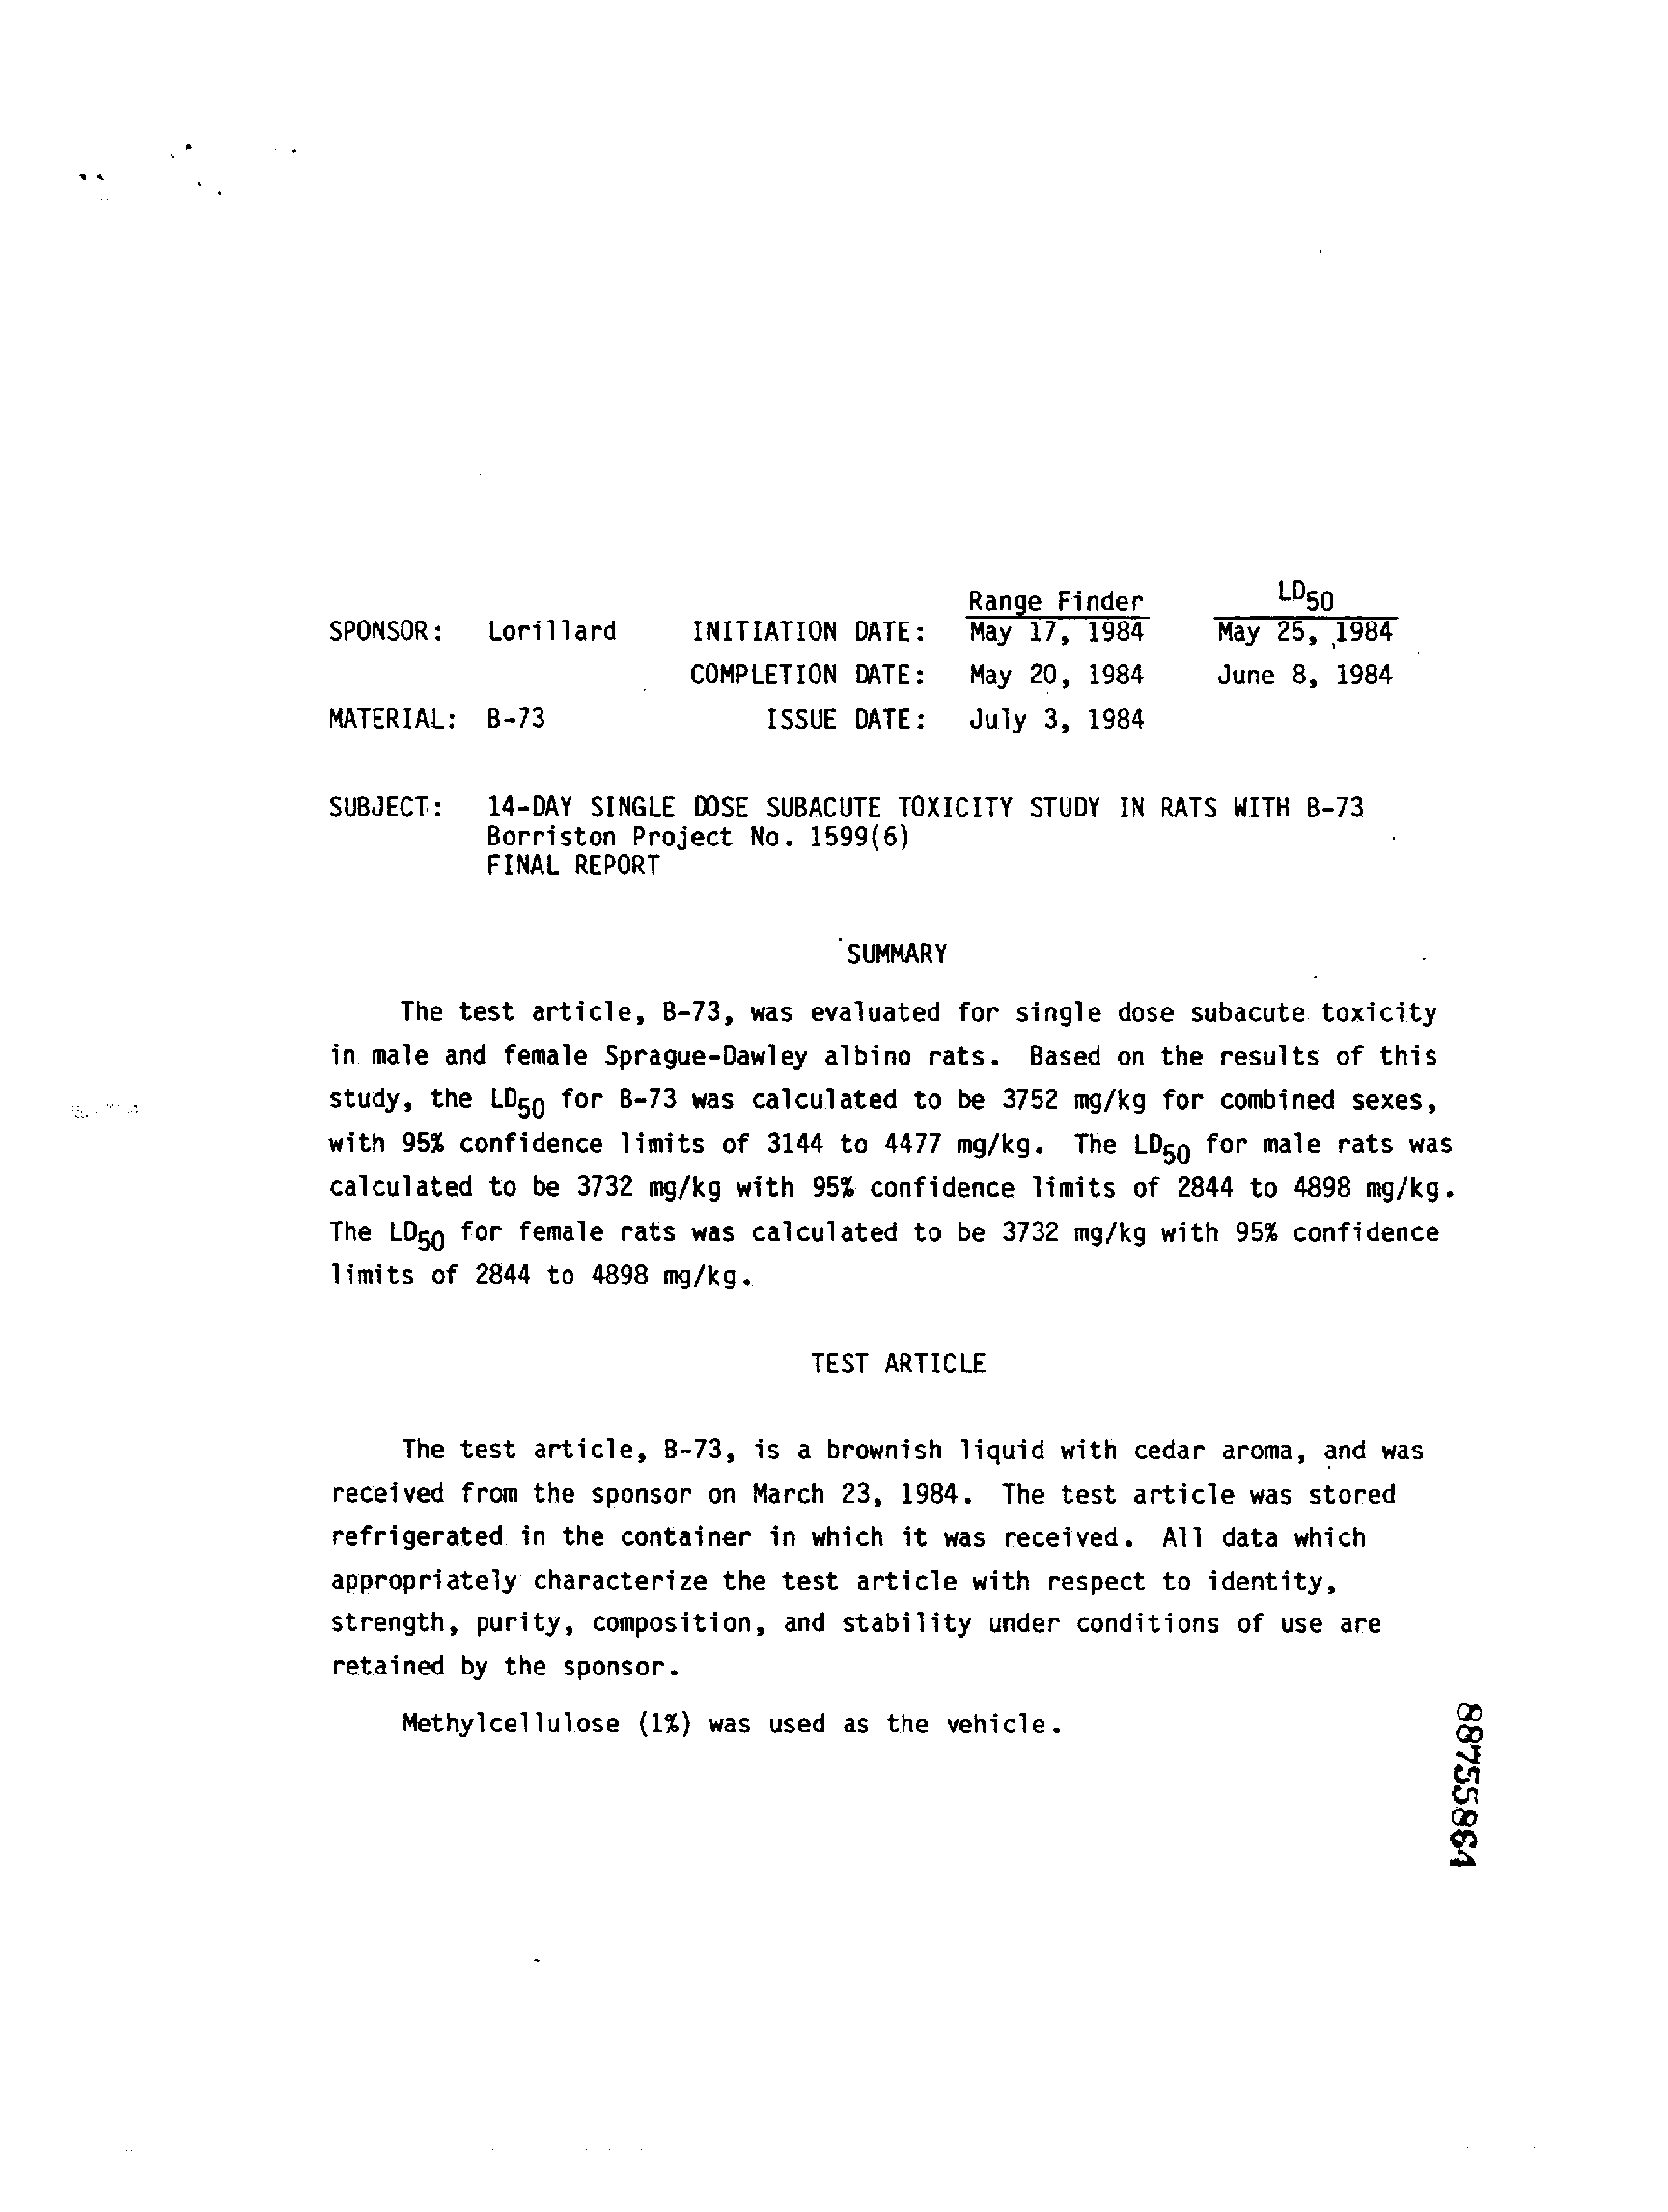 Range Finder LD50
SPONSOR: Lorillard INITIATION DATE: May 17, 1984 May 25, 1984
COMPLETION DATE: May 20, 1984 June 8, 1984
MATERIAL: B-73 ISSUE DATE: July 3, 1984
SUBJECT: 14-DAY SINGLE DOSE SUBACUTE TOXICITY STUDY IN RATS WITH B-73
Borriston Project No. 1599(6)
FINAL REPORT
SUMMARY
The test article, B-73, was evaluated for single dose subacute toxicity
in male and female Sprague-Dawley albino rats. Based on the results of this
study, the LD50 for B-73 was calculated to be 3752 mg/kg for combined sexes,
with 95% confidence limits of 3144 to 4477 mg/kg. The LD50 for male rats was
calculated to be 3732 mg/kg with 95% confidence limits of 2844 to 4898 mg/kg.
The LD50 for female rats was calculated to be 3732 mg/kg with 95% confidence
limits of 2844 to 4898 mg/kg.
TEST ARTICLE
The test article, B-73, is a brownish liquid with cedar aroma, and was
received from the sponsor on March 23, 1984. The test article was stored
refrigerated in the container in which it was received. All data which
appropriately characterize the test article with respect to identity,
strength, purity, composition, and stability under conditions of use are
retained by the sponsor.
Methylcellulose (1%) was used as the vehicle.
88755864